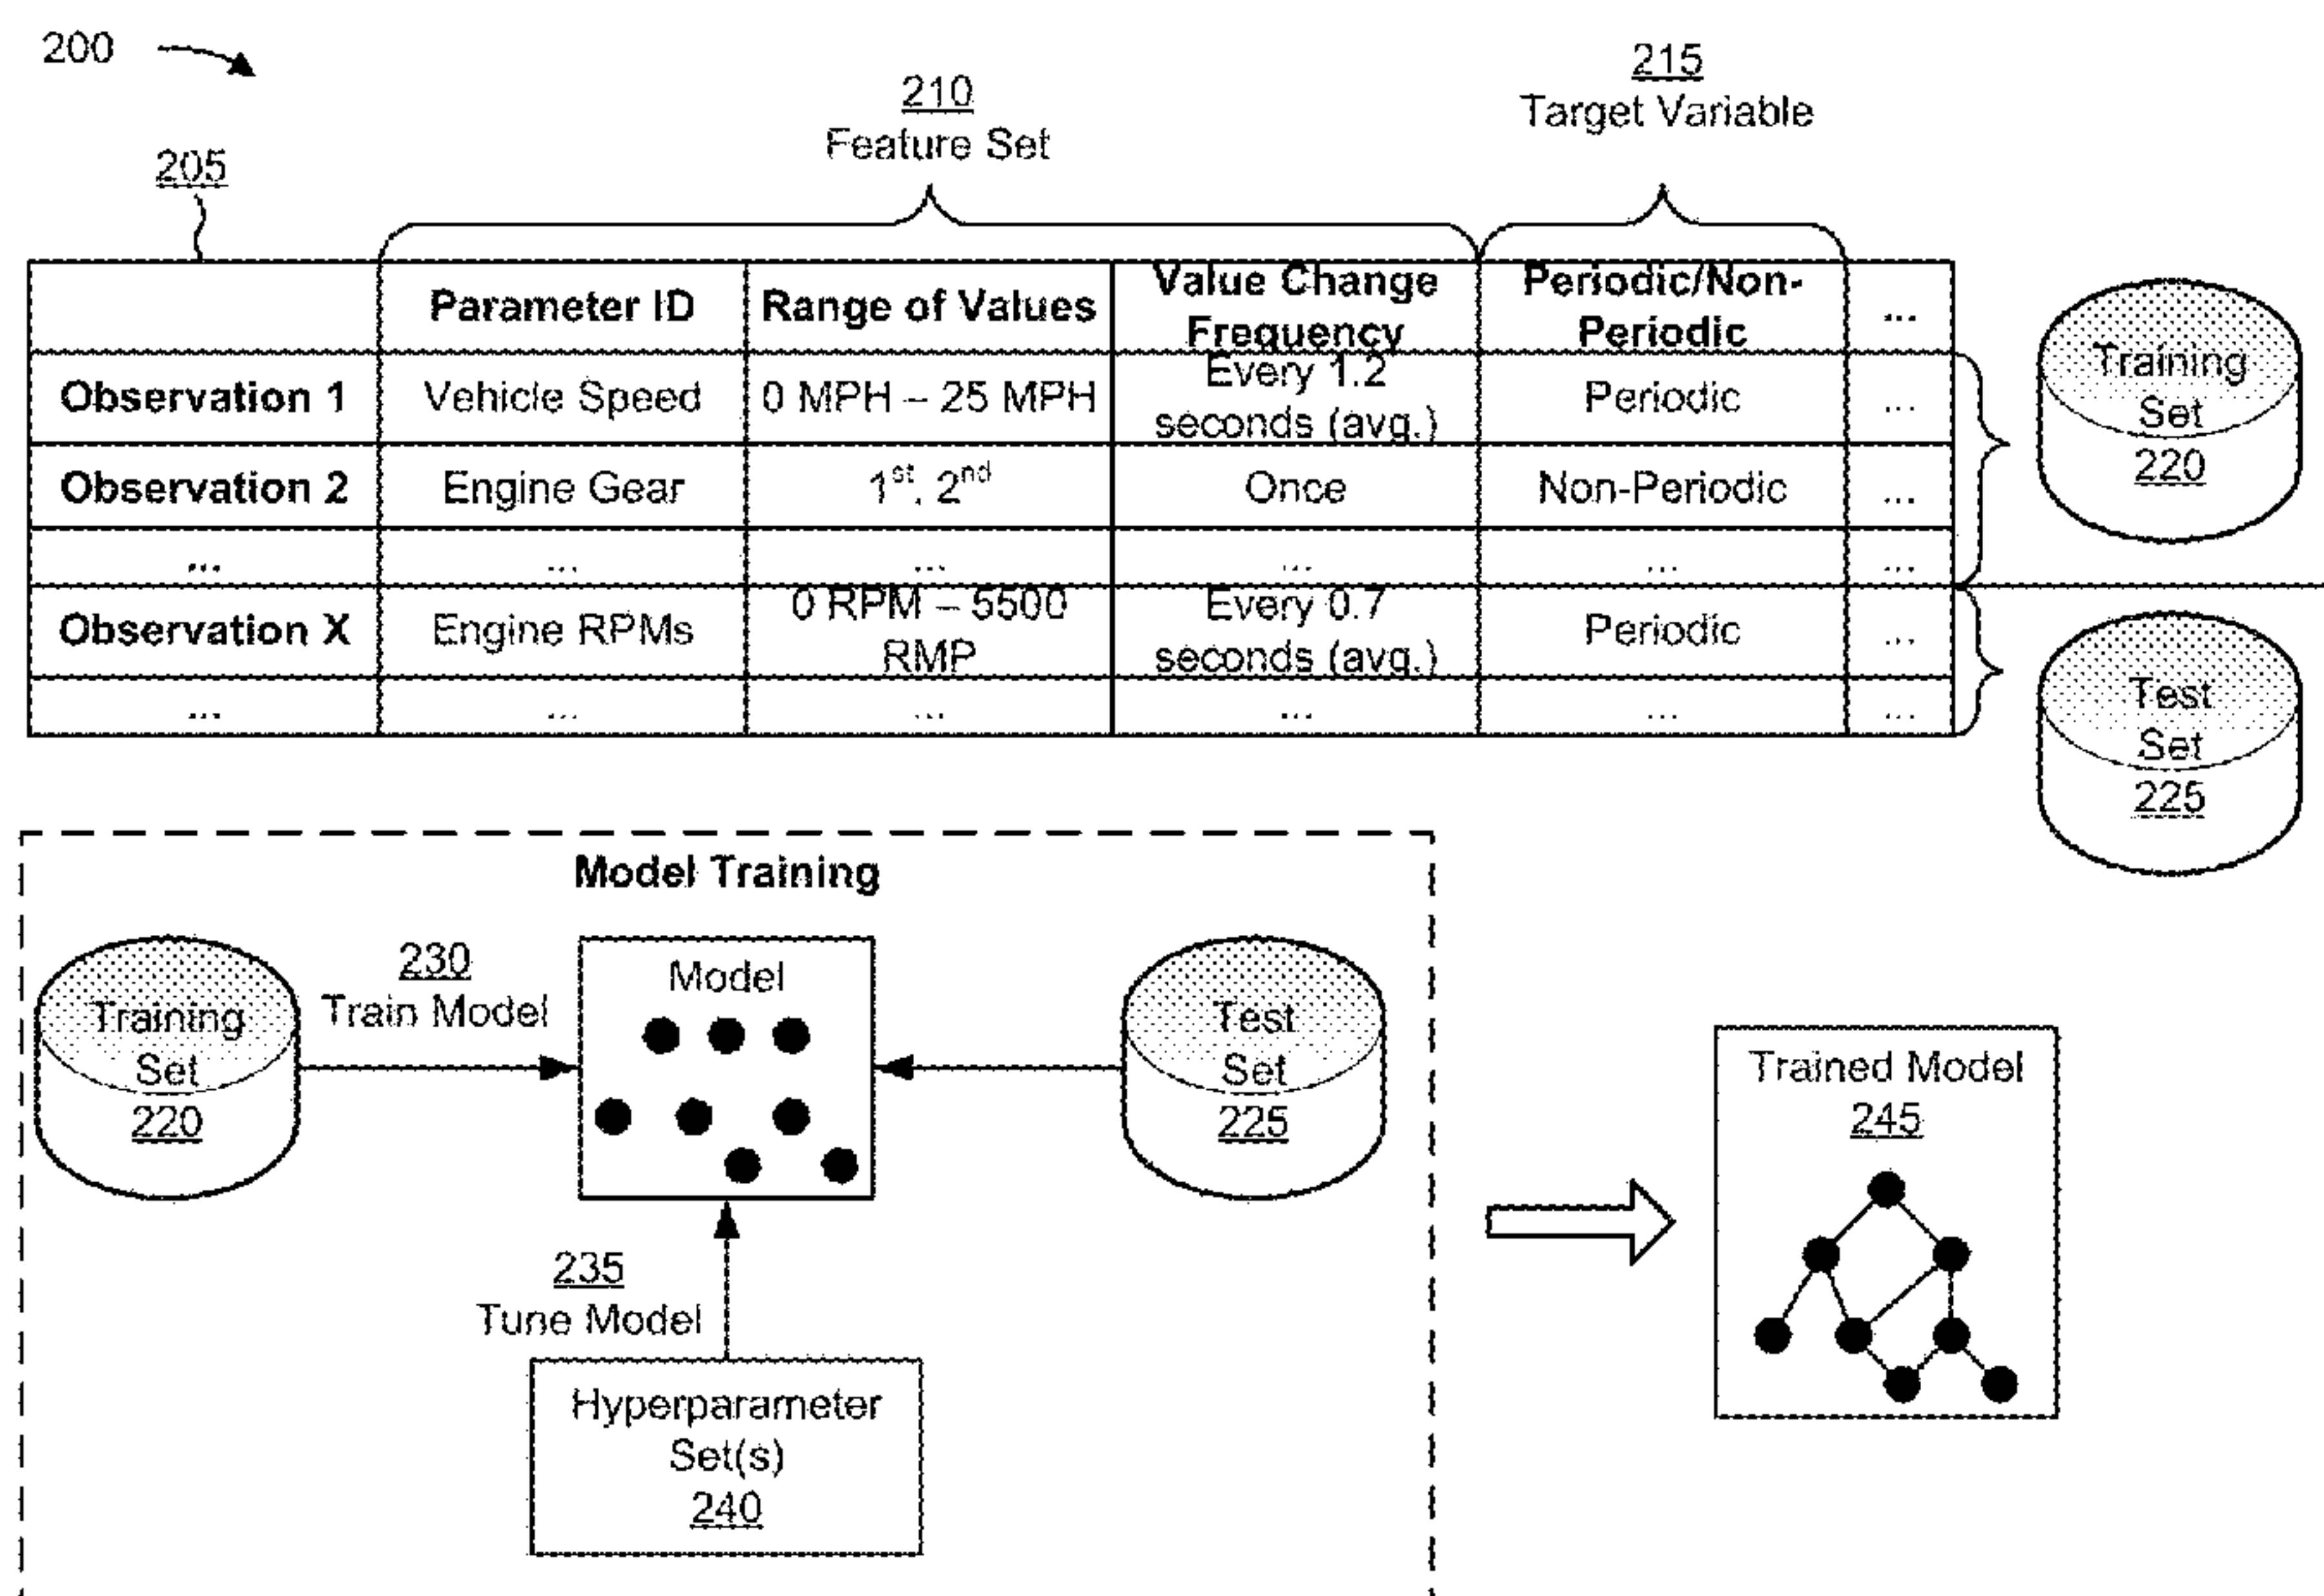 200
215
Target Variable
210
Feature Set
205
Parameter ID
Range of Values
Value Change
Frequency
Periodic/Non-
Periodic
...
Observation 1
Vehicle Speed
0 MPH – 25 MPH
Every 1.2
seconds (avg.)
Periodic
...
Observation 2
Engine Gear
1st, 2nd
Once
Non-Periodic
...
...
...
...
...
...
...
Observation X
Engine RPMs
0 RPM – 5500
RMP
Every 0.7
seconds (avg.)
Periodic
...
...
...
...
...
...
...
Training
Set
220
Test
Set
225
Model Training
Training
Set
220
230
Train Model
Model
Test
Set
225
235
Tune Model
Hyperparameter
Set(s)
240
Trained Model
245